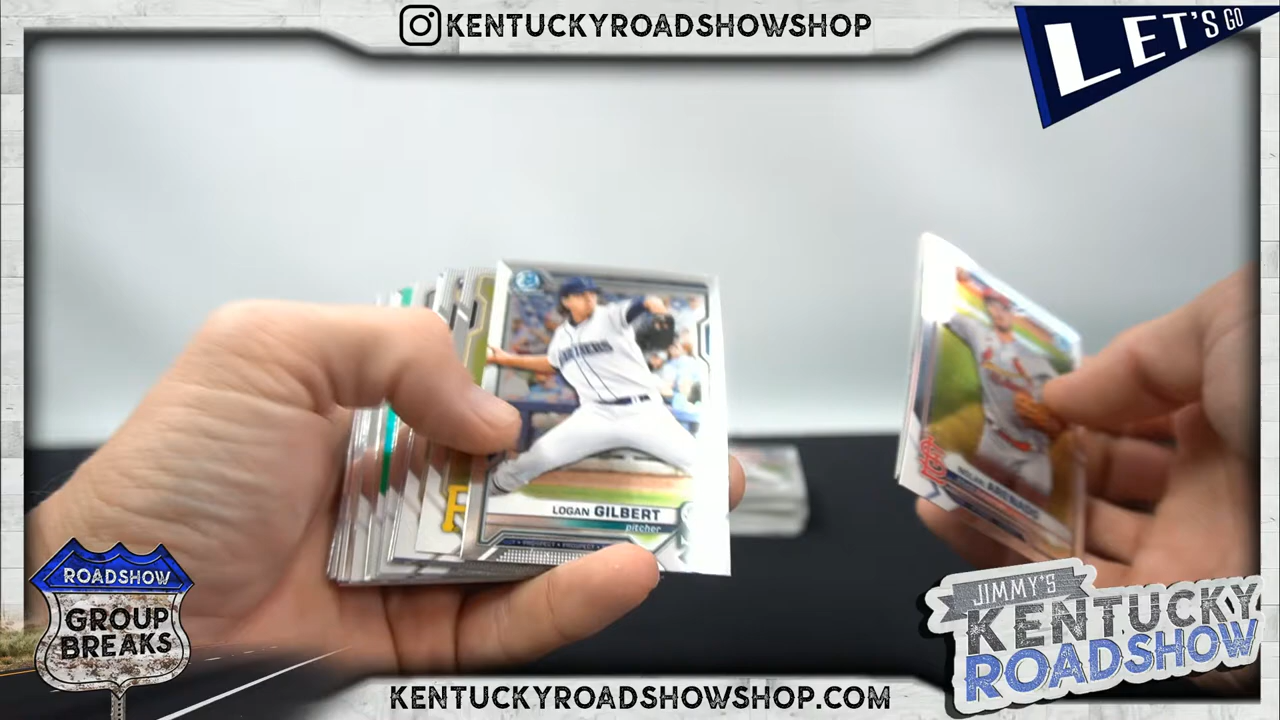 KENTUCKYROADSHOWSHOP
LET'S GO
LOGAN GILBERT
pitcher
ROADSHOW
GROUP
BREAKS
JIMMY'S
KENTUCKY
ROADSHOW
KENTUCKYROADSHOWSHOP.COM